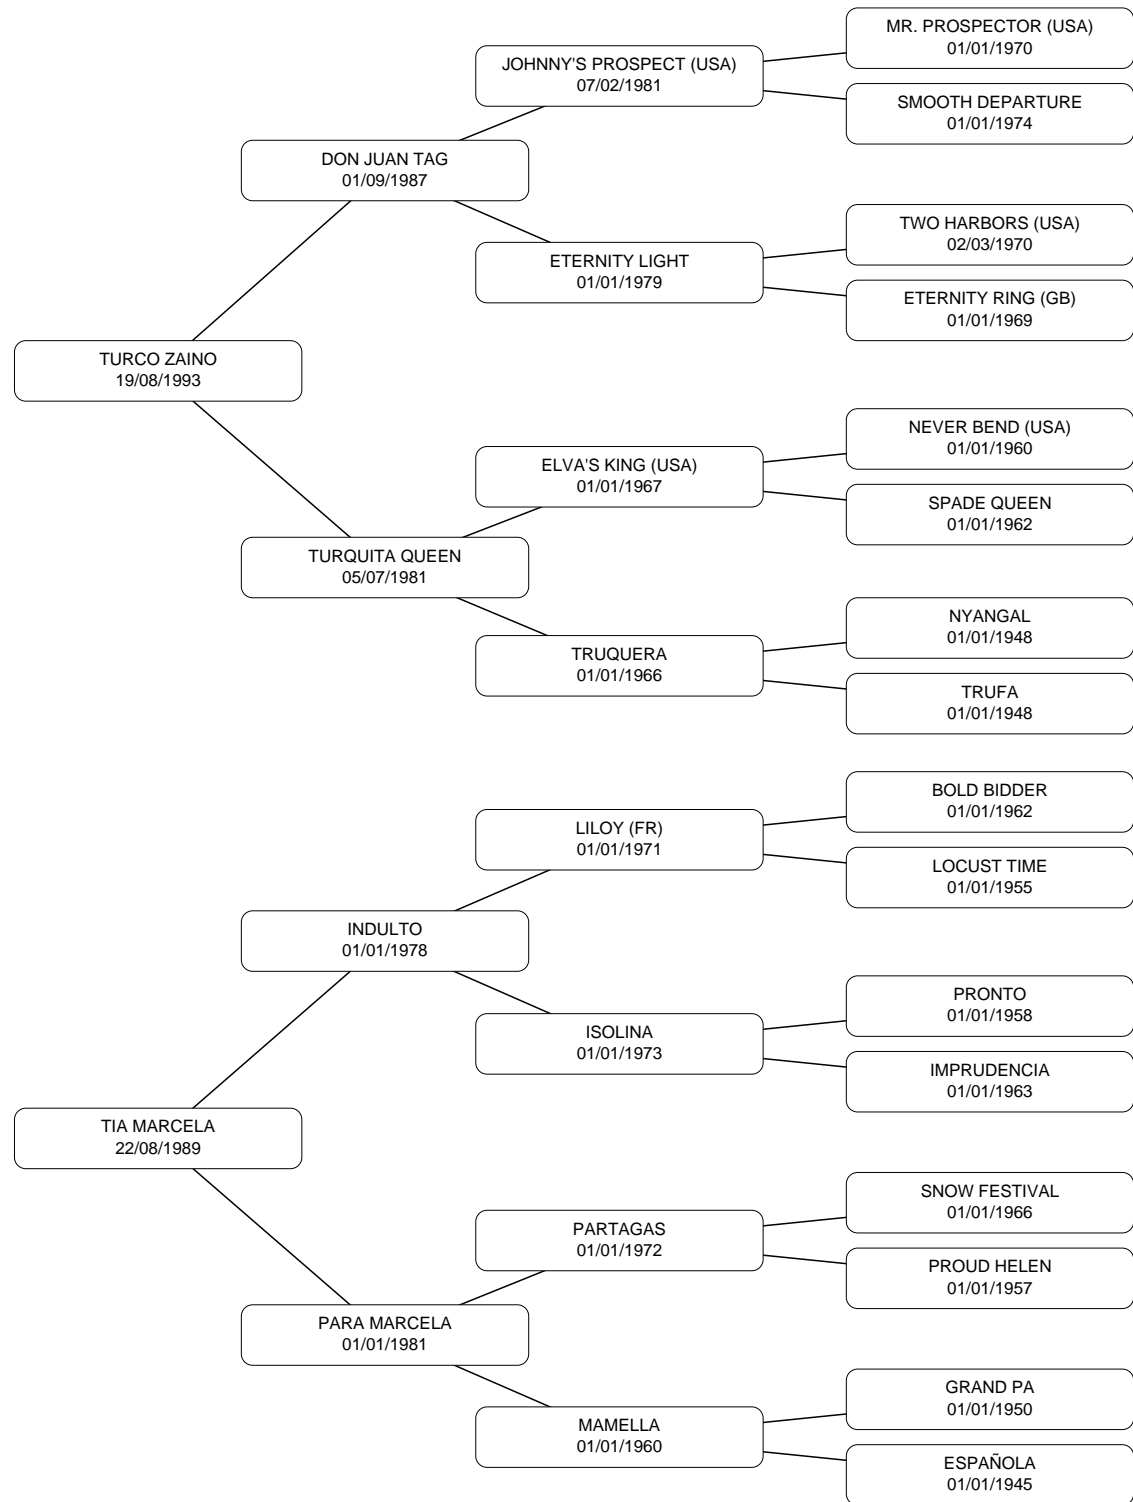 MR. PROSPECTOR (USA)
01/01/1970
JOHNNY'S PROSPECT (USA)
07/02/1981
SMOOTH DEPARTURE
01/01/1974
DON JUAN TAG
01/09/1987
TWO HARBORS (USA)
02/03/1970
ETERNITY LIGHT
01/01/1979
ETERNITY RING (GB)
01/01/1969
TURCO ZAINO
19/08/1993
NEVER BEND (USA)
01/01/1960
ELVA'S KING (USA)
01/01/1967
SPADE QUEEN
01/01/1962
TURQUITA QUEEN
05/07/1981
NYANGAL
01/01/1948
TRUQUERA
01/01/1966
TRUFA
01/01/1948
BOLD BIDDER
01/01/1962
LILOY (FR)
01/01/1971
LOCUST TIME
01/01/1955
INDULTO
01/01/1978
PRONTO
01/01/1958
ISOLINA
01/01/1973
IMPRUDENCIA
01/01/1963
TIA MARCELA
22/08/1989
SNOW FESTIVAL
01/01/1966
PARTAGAS
01/01/1972
PROUD HELEN
01/01/1957
PARA MARCELA
01/01/1981
GRAND PA
01/01/1950
MAMELLA
01/01/1960
ESPAÑOLA
01/01/1945